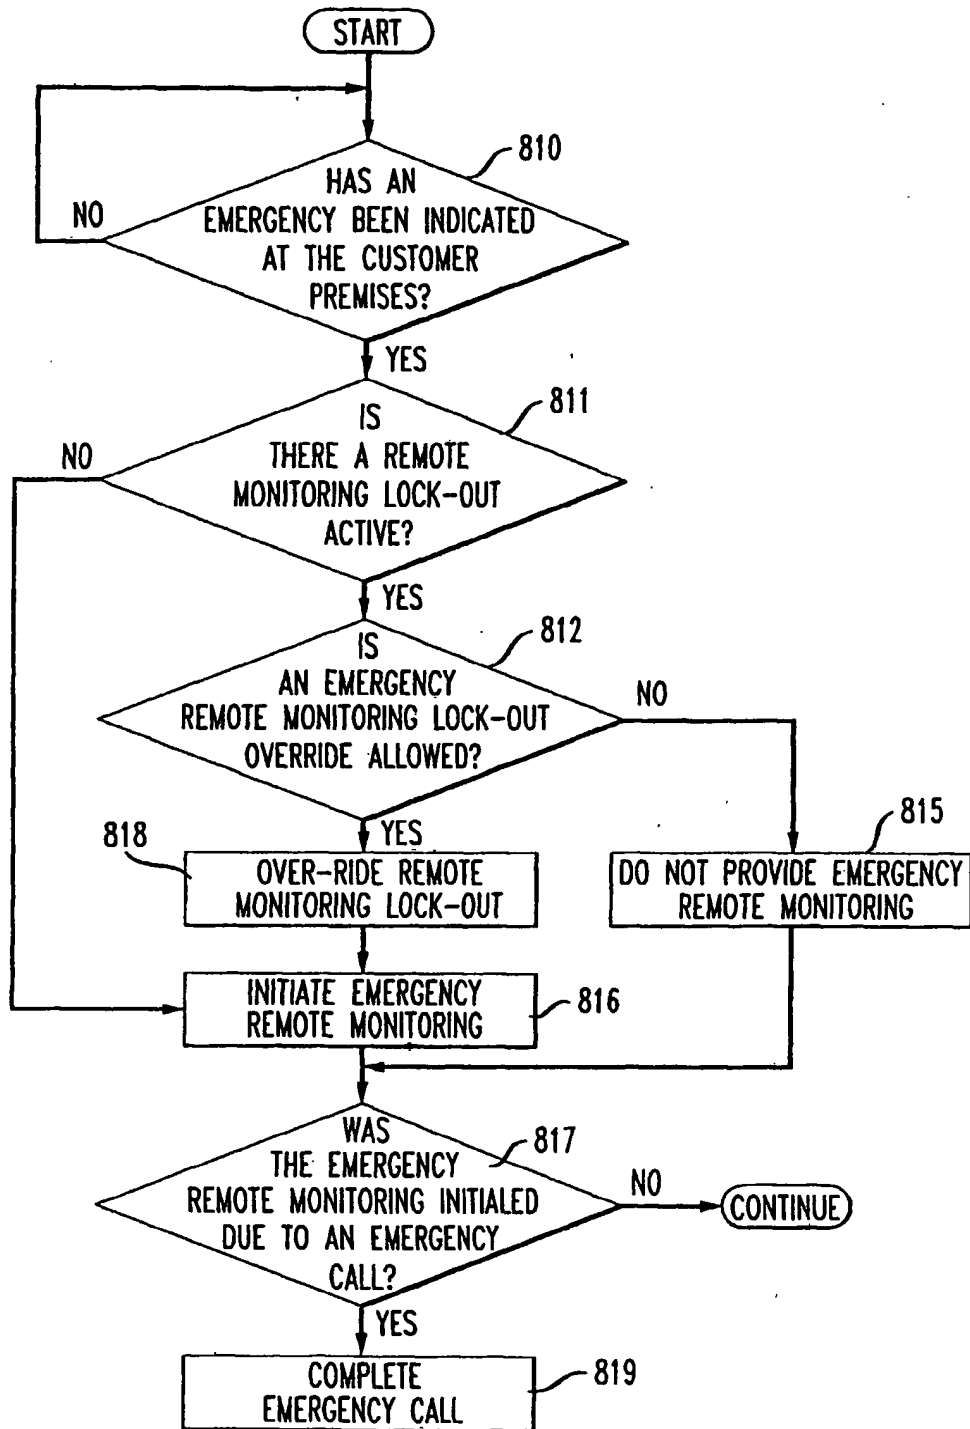 START
810
HAS AN
EMERGENCY BEEN INDICATED
AT THE CUSTOMER
PREMISES?
NO
YES
811
IS
THERE A REMOTE
MONITORING LOCK-OUT
ACTIVE?
NO
YES
812
IS
AN EMERGENCY
REMOTE MONITORING LOCK-OUT
OVERRIDE ALLOWED?
NO
YES
818
OVER-RIDE REMOTE
MONITORING LOCK-OUT
815
DO NOT PROVIDE EMERGENCY
REMOTE MONITORING
INITIATE EMERGENCY
REMOTE MONITORING
816
WAS
THE EMERGENCY
REMOTE MONITORING INITIALED
DUE TO AN EMERGENCY
CALL?
817
NO
CONTINUE
YES
COMPLETE
EMERGENCY CALL
819